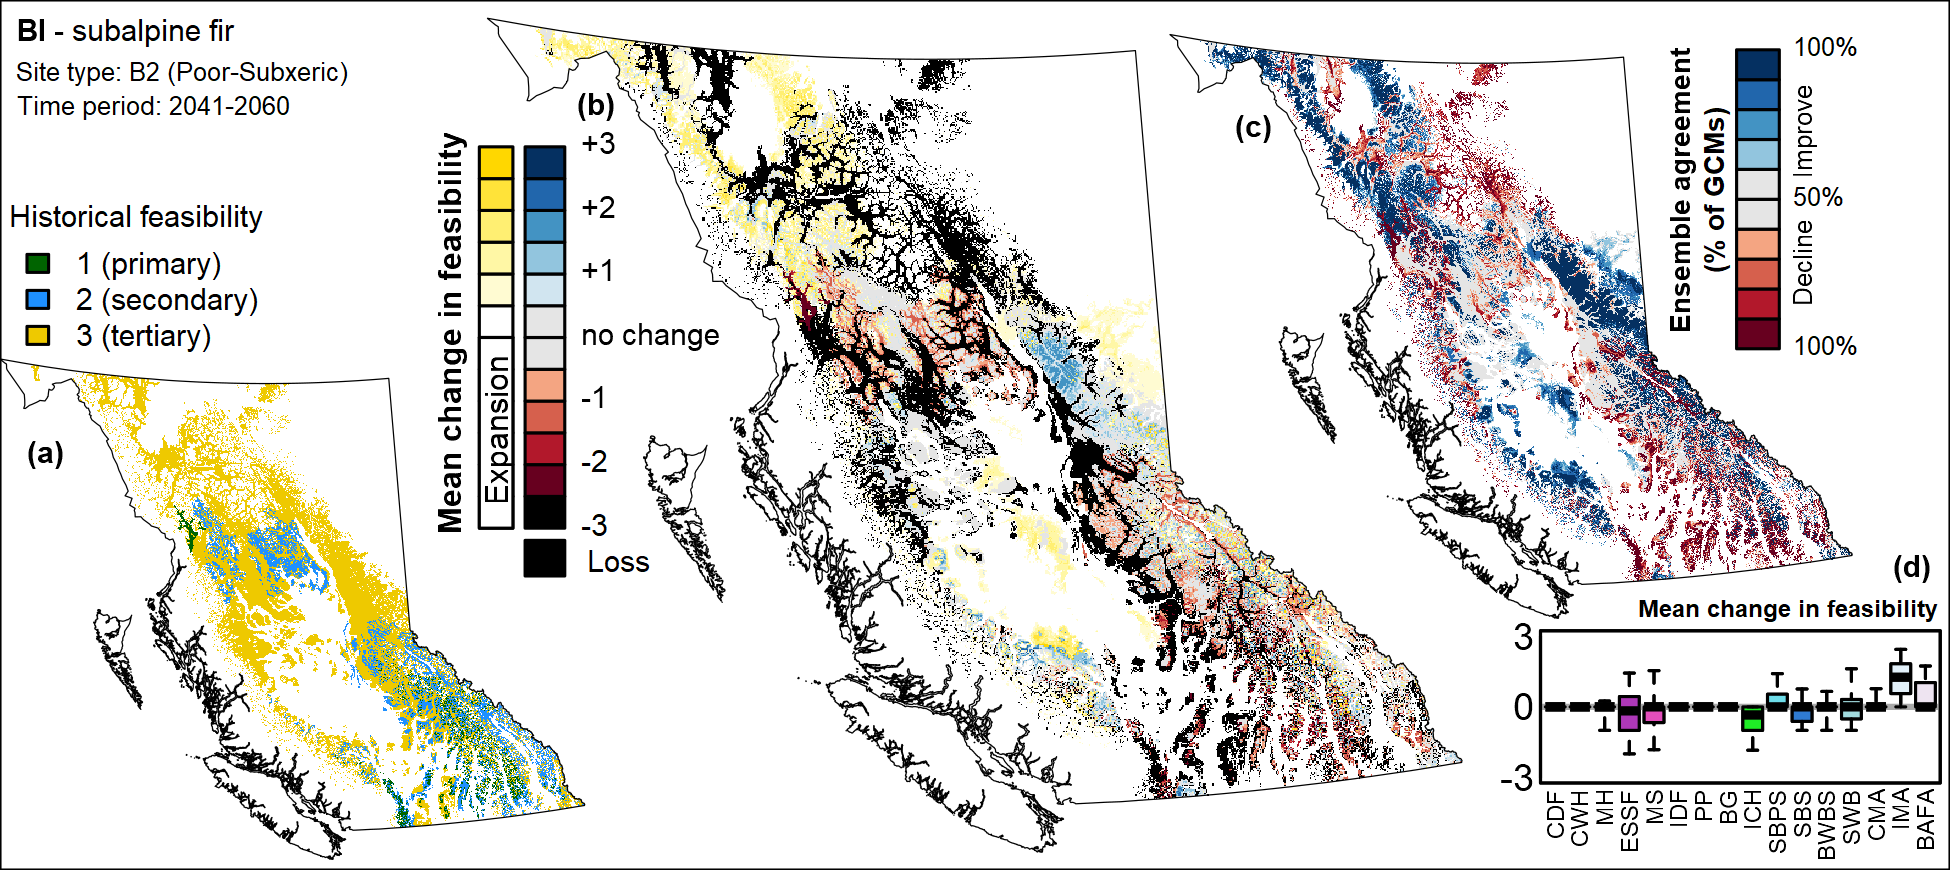 Bl - subalpine fir
Site type: B2 (Poor-Subxeric)
Time period: 2041-2060
Historical feasibility
1 (primary)
2 (secondary)
3 (tertiary)
(a)
(b)
Mean change in feasibility
Expansion
+3
+2
+1
no change
-1
-2
-3
Loss
(c)
Ensemble agreement
(% of GCMs)
100%
Improve
50%
Decline
100%
(d)
Mean change in feasibility
3
0
-3
CDF
CWH
MH
ESSF
MS
IDF
PP
BG
ICH
SBPS
SBS
BWBS
SWB
CMA
IMA
BAFA